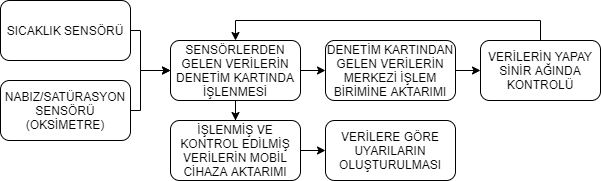 SICAKLIK SENSÖRÜ
NABIZ/SATÜRASYON
SENSÖRÜ
(OKSİMETRE)
SENSÖRLERDEN
GELEN VERİLERİN
DENETİM KARTINDA
İŞLENMESİ
DENETİM KARTINDAN
GELEN VERİLERİN
MERKEZİ İŞLEM
BİRİMİNE AKTARIMI
VERİLERİN YAPAY
SİNİR AĞINDA
KONTROLÜ
İŞLENMİŞ VE
KONTROL EDİLMİŞ
VERİLERİN MOBİL
CİHAZA AKTARIMI
VERİLERE GÖRE
UYARILARIN
OLUŞTURULMASI